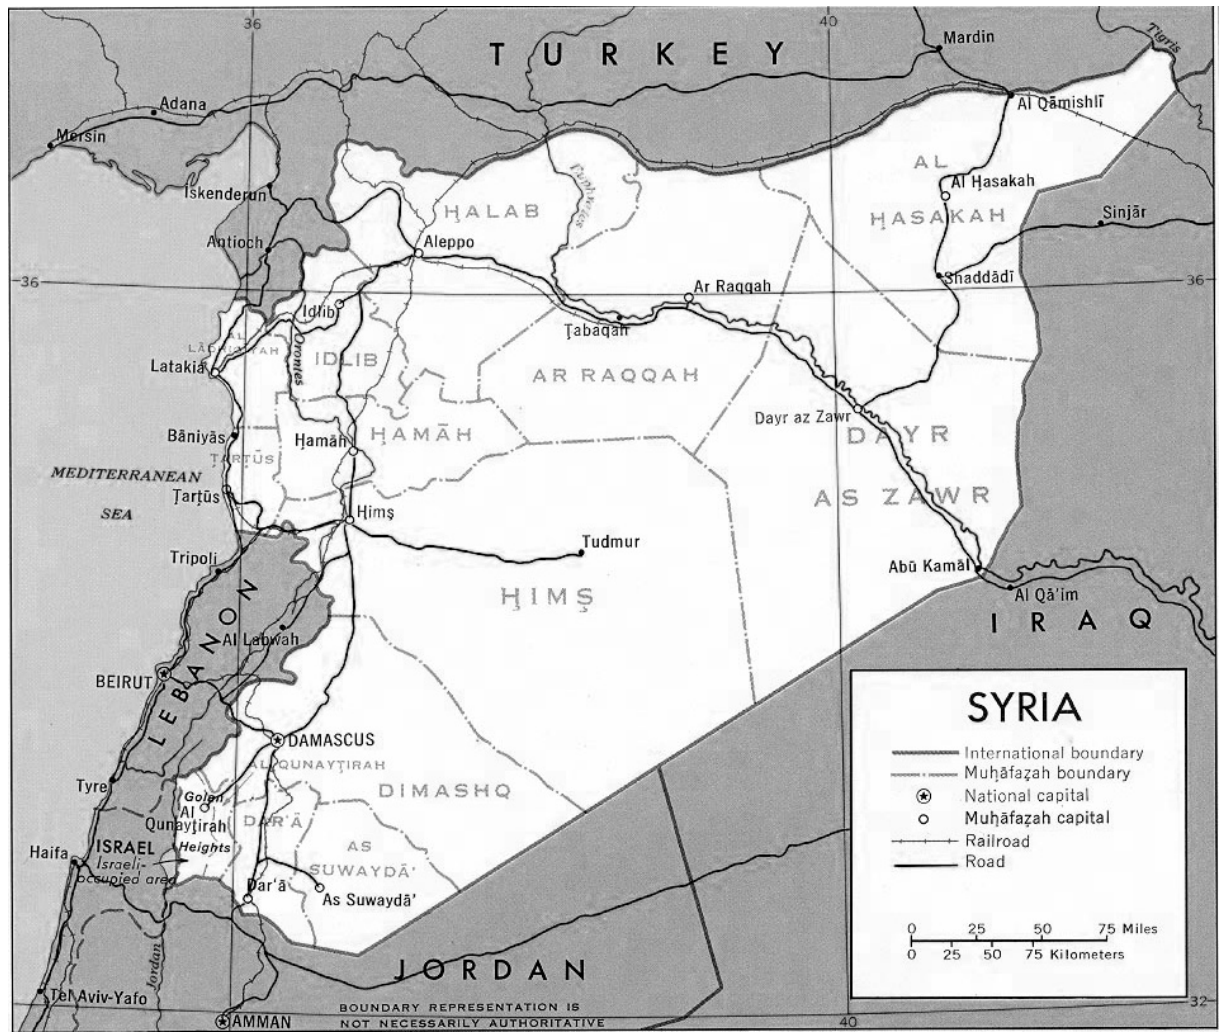 36
40
Tigris
Mardin
TURKEY
Adana
Al Qāmishlī
Mersin
AL
Euphrates
Al Ḥasakah
İskenderun
ḤALAB
ḤASAKAH
Sinjār
Antioch
Aleppo
36
Shaddādī
36
Ar Raqqah
Idlib
Ṭabaqah
AL
LĀDHIQĪYAH
Orontes
IDLIB
Latakia
AR RAQQAH
Dayr az Zawr
Bāniyās
Ḥamāh
ḤAMĀH
DAYR
ṬARṬŪS
MEDITERRANEAN
SEA
Ṭarṭūs
AS ZAWR
Ḥimṣ
Tudmur
Tripoli
Abū Kamāl
ḤIMṢ
Al Qā'im
LEBANON
Al Labwah
IRAQ
BEIRUT
SYRIA
DAMASCUS
International boundary
AL QUNAYṬIRAH
Muḥāfaẓah boundary
Tyre
DIMASHQ
National capital
Golan
Al
Qunayṭirah
Heights
DAR'Ā
Muḥāfaẓah capital
Haifa
ISRAEL
Israeli-
occupied area
AS
SUWAYDĀ'
Railroad
Road
Dar'ā
As Suwaydā'
0 25 50 75 Miles
0 25 50 75 Kilometers
Jordan
JORDAN
Tel Aviv-Yafo
BOUNDARY REPRESENTATION IS
NOT NECESSARILY AUTHORITATIVE
AMMAN
40
32